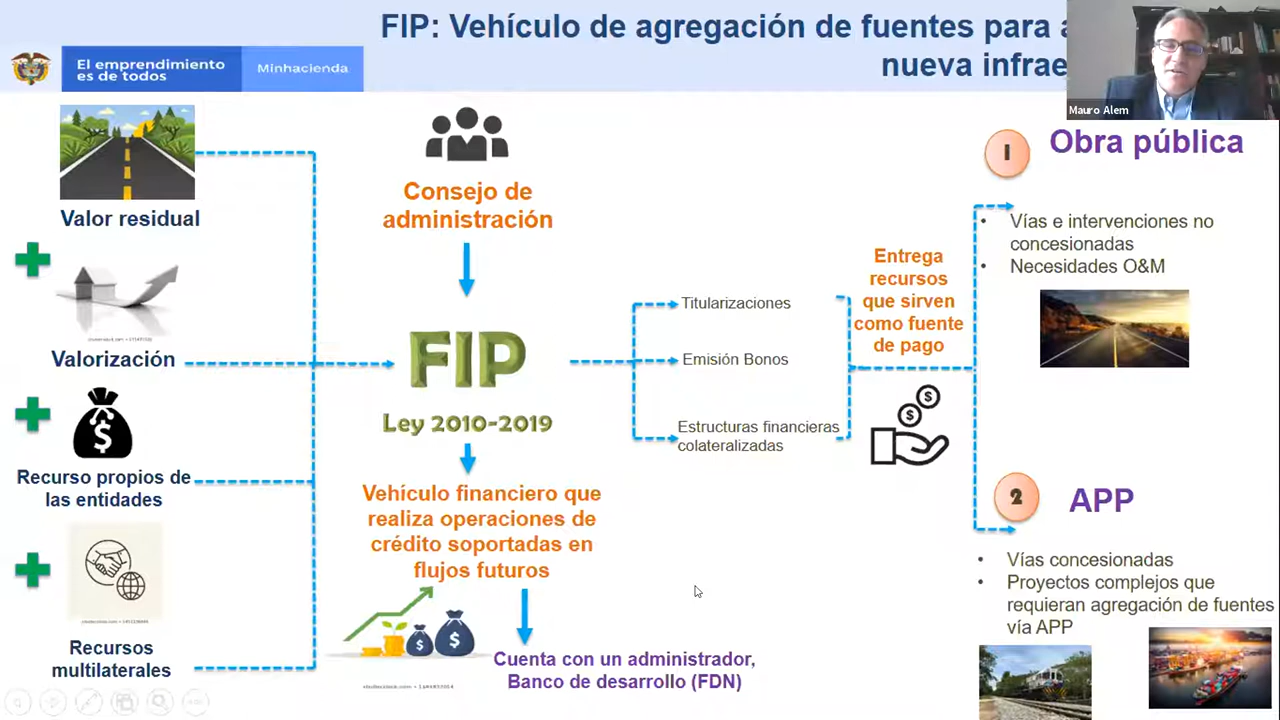 FIP: Vehículo de agregación de fuentes para a
nueva infrae
El emprendimiento
es de todos
Minhacienda
Mauro Alem
Valor residual
Valorización
Recurso propios de
las entidades
Recursos
multilaterales
Consejo de
administración
FIP
Ley 2010-2019
Vehículo financiero que
realiza operaciones de
crédito soportadas en
flujos futuros
Cuenta con un administrador,
Banco de desarrollo (FDN)
Titularizaciones
Emisión Bonos
Estructuras financieras
colateralizadas
Entrega
recursos
que sirven
como fuente
de pago
1
Obra pública
• Vías e intervenciones no
concesionadas
• Necesidades O&M
2
APP
• Vías concesionadas
• Proyectos complejos que
requieran agregación de fuentes
vía APP